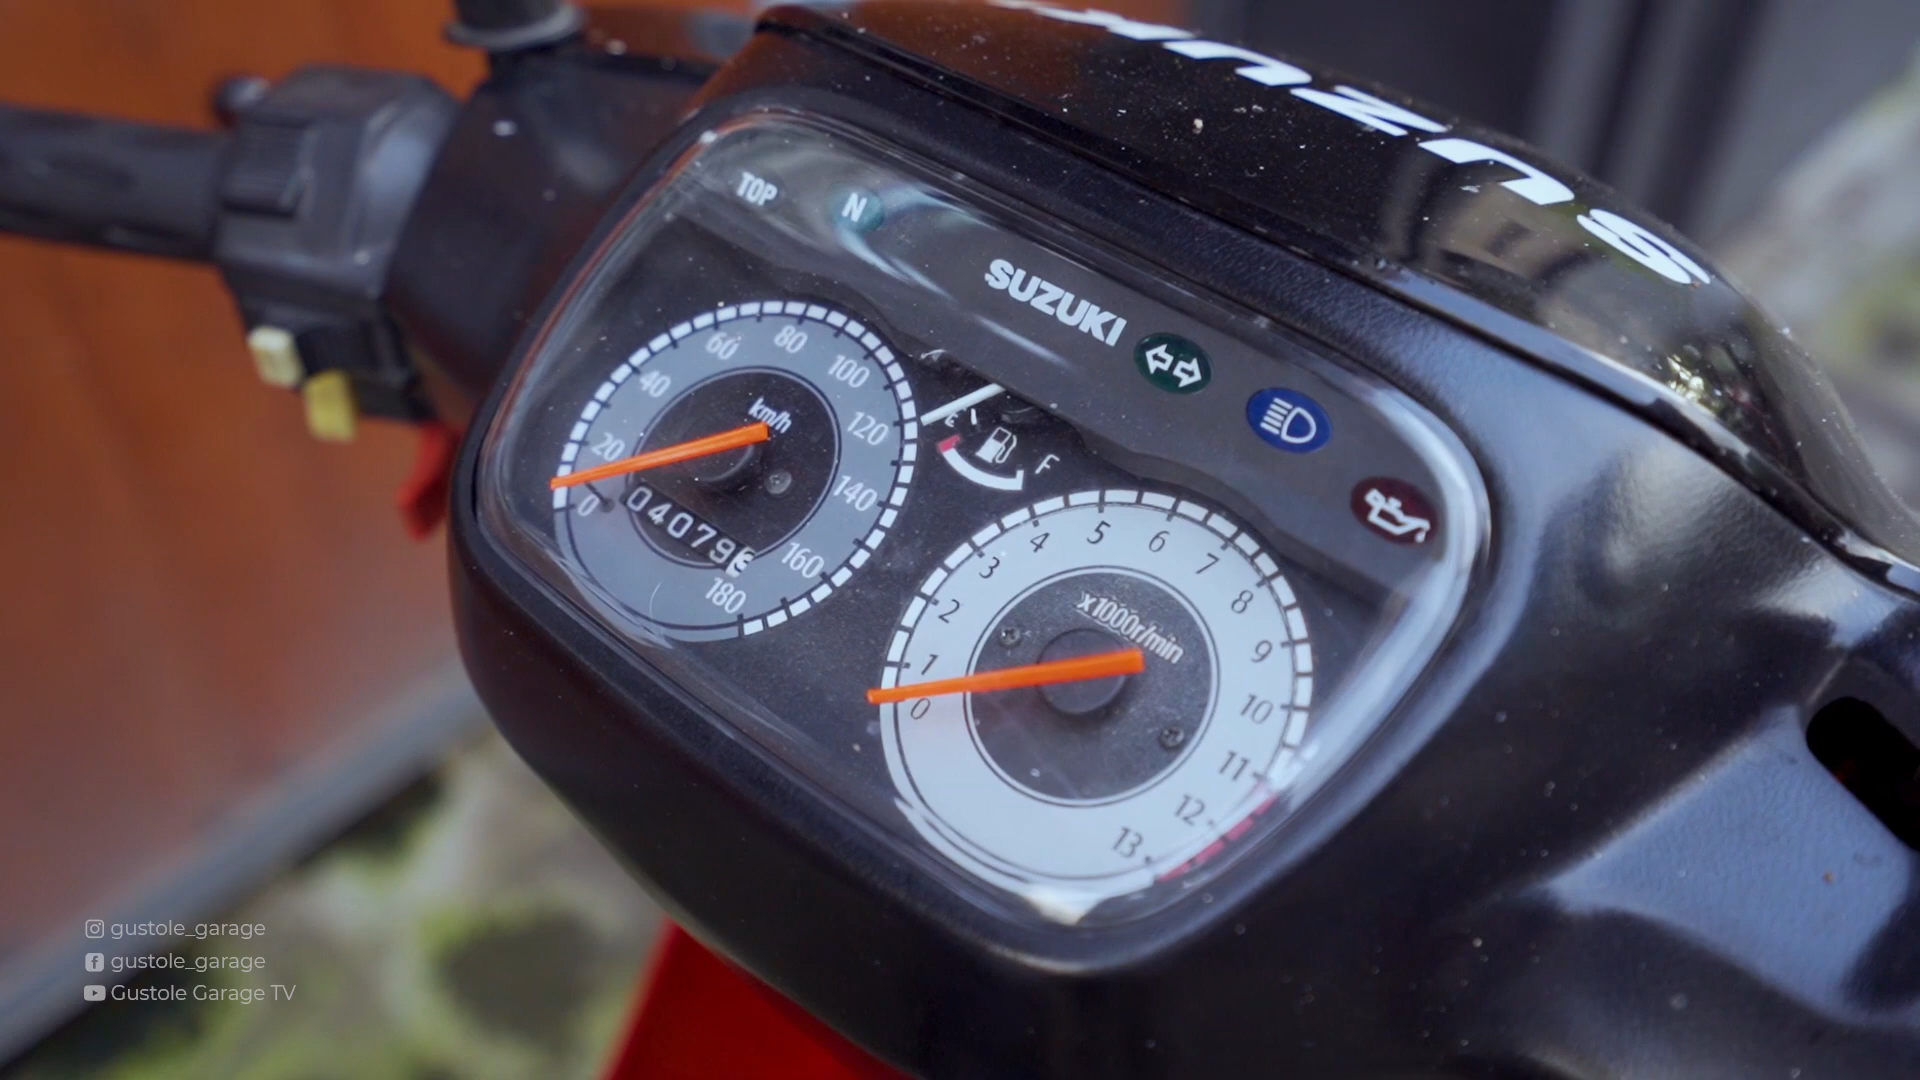 SUZUKI
TOP
N
SUZUKI
km/h
0
20
40
60
80
100
120
140
160
180
04079
E
F
x1000r/min
0
1
2
3
4
5
6
7
8
9
10
11
12
13
gustole_garage
gustole_garage
Gustole Garage TV